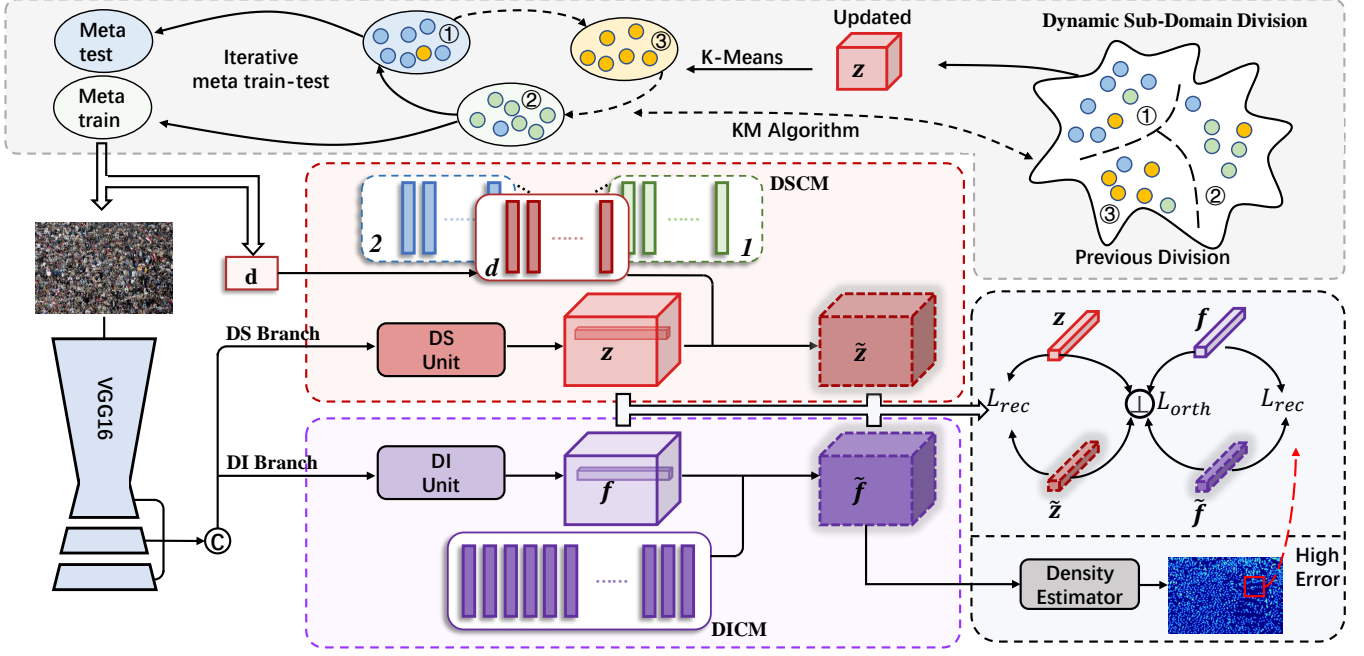 Dynamic Sub-Domain Division
Meta
test
Iterative
meta train-test
Meta
train
①
③
②
K-Means
Updated
z
KM Algorithm
①
②
③
Previous Division
DSCM
2
d
1
d
DS Branch
DS
Unit
z
z̃
VGG16
DI Branch
DI
Unit
f
f̃
C
DICM
z
f
L_rec
⊥
L_orth
L_rec
z̃
f̃
Density
Estimator
High
Error